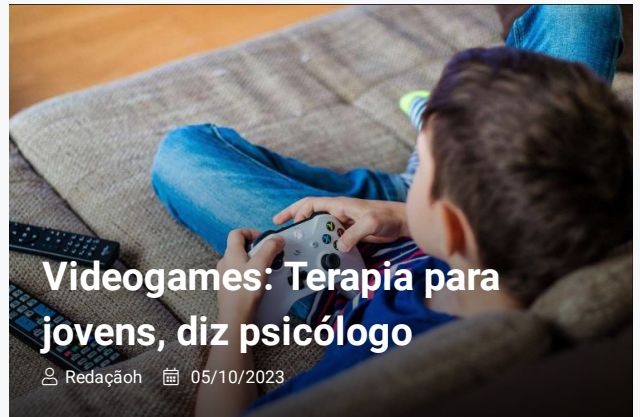 Videogames: Terapia para
jovens, diz psicólogo
Redaçãoh 05/10/2023